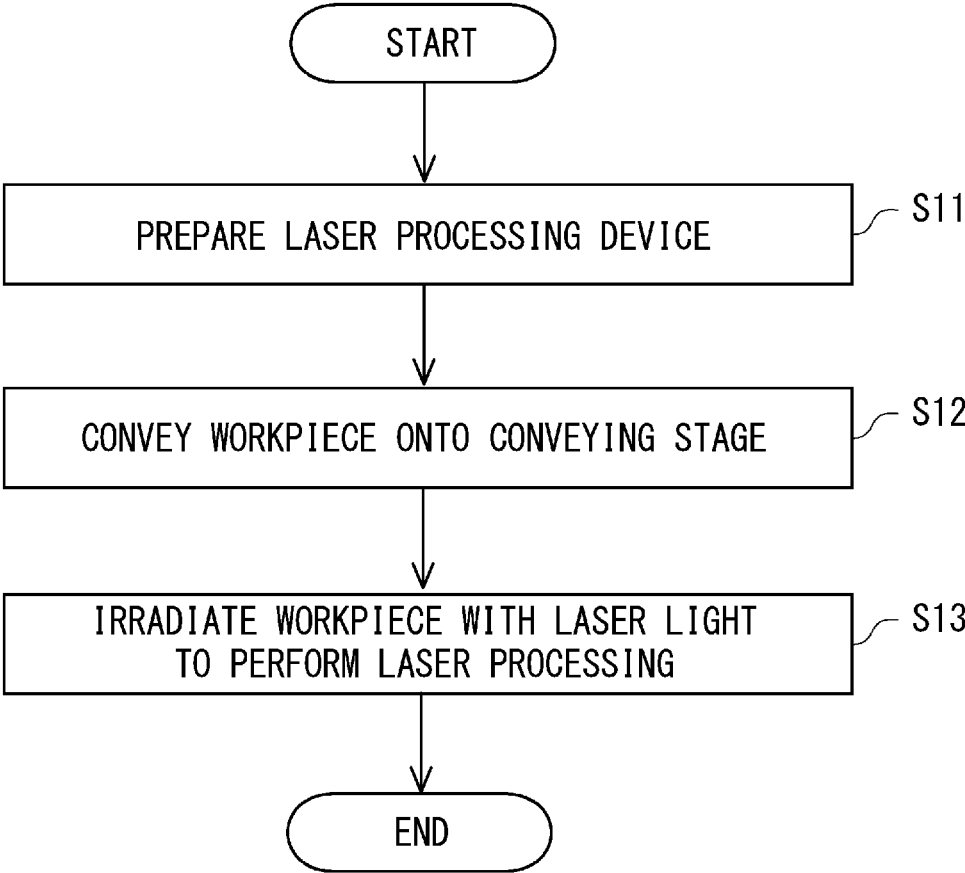 START
PREPARE LASER PROCESSING DEVICE
S11
CONVEY WORKPIECE ONTO CONVEYING STAGE
S12
IRRADIATE WORKPIECE WITH LASER LIGHT
TO PERFORM LASER PROCESSING
S13
END